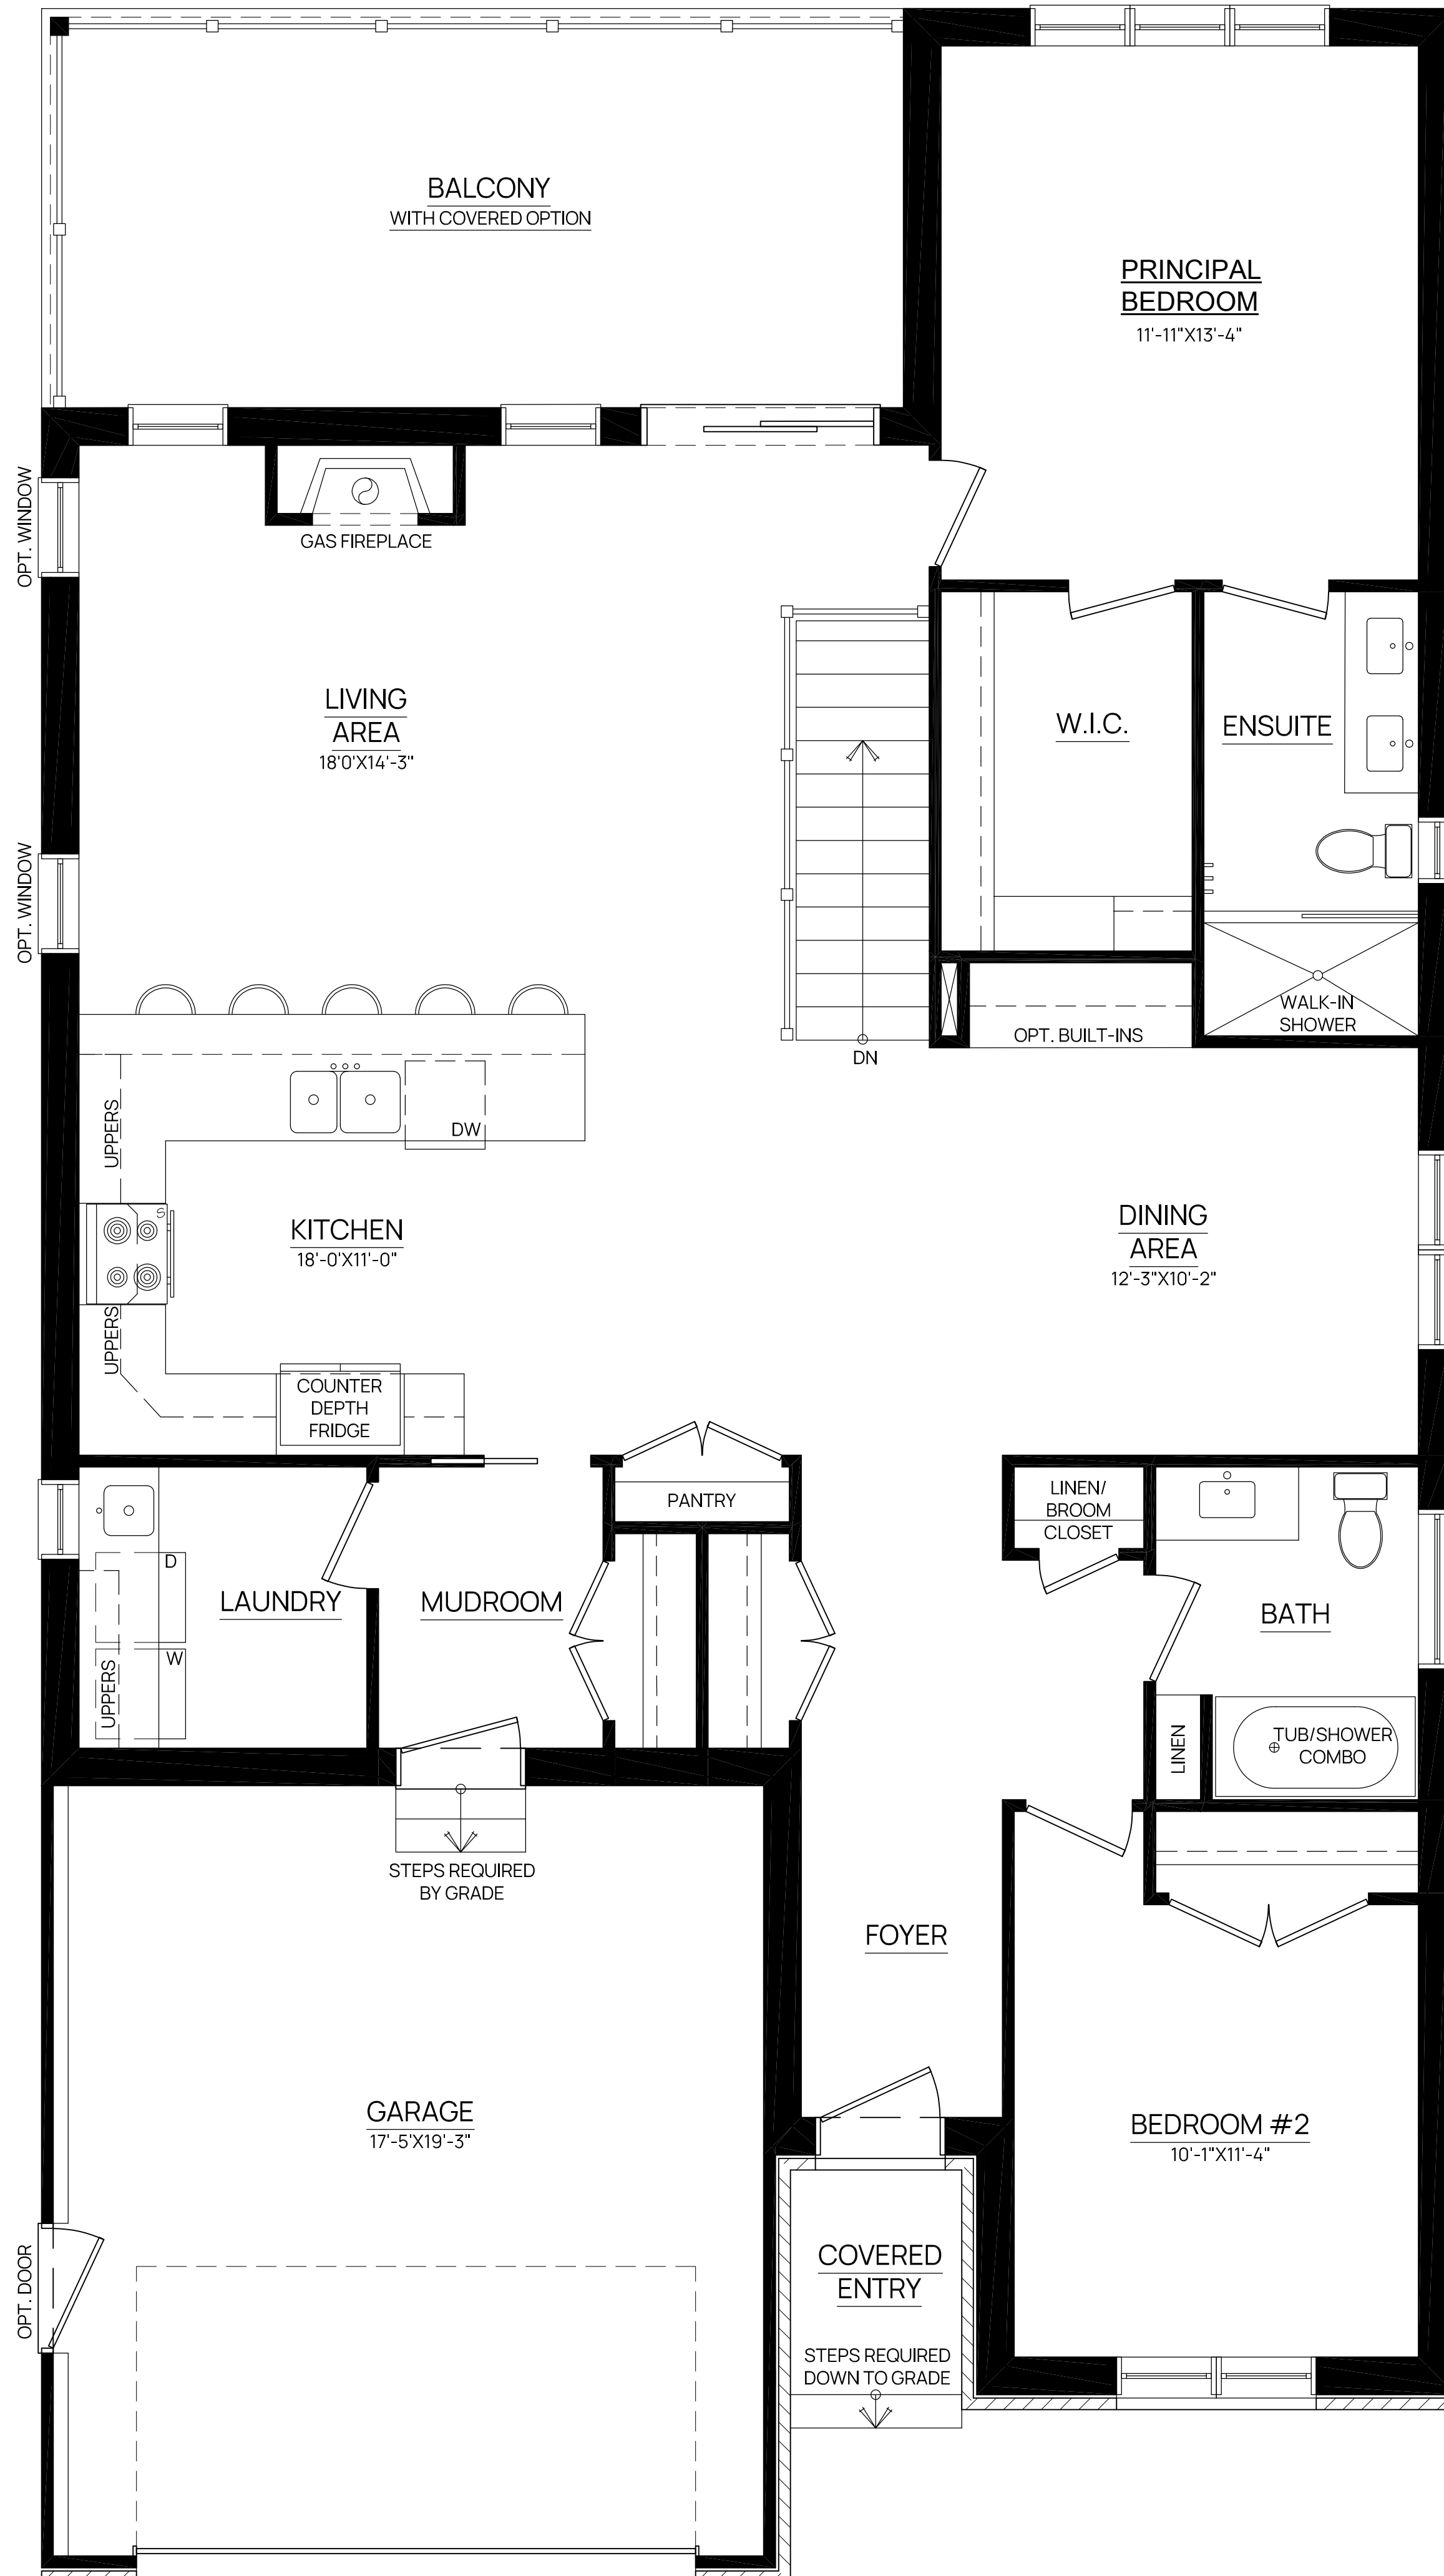 BALCONY
WITH COVERED OPTION
PRINCIPAL
BEDROOM
11'-11"X13'-4"
OPT. WINDOW
GAS FIREPLACE
LIVING
AREA
18'0'X14'-3"
W.I.C.
ENSUITE
OPT. WINDOW
WALK-IN
SHOWER
OPT. BUILT-INS
DN
UPPERS
DW
S
KITCHEN
18'-0'X11'-0"
DINING
AREA
12'-3"X10'-2"
UPPERS
COUNTER
DEPTH
FRIDGE
PANTRY
LINEN/
BROOM
CLOSET
D
LAUNDRY
MUDROOM
BATH
W
UPPERS
LINEN
TUB/SHOWER
COMBO
STEPS REQUIRED
BY GRADE
FOYER
GARAGE
17'-5'X19'-3"
BEDROOM #2
10'-1"X11'-4"
OPT. DOOR
COVERED
ENTRY
STEPS REQUIRED
DOWN TO GRADE